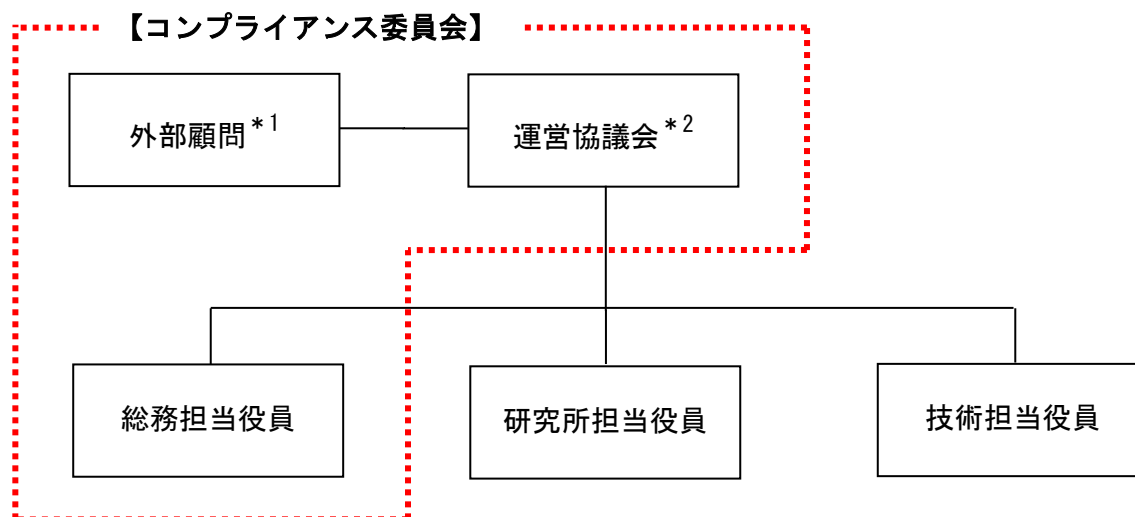 【コンプライアンス委員会】
外部顧問*1
運営協議会*2
総務担当役員
研究所担当役員
技術担当役員